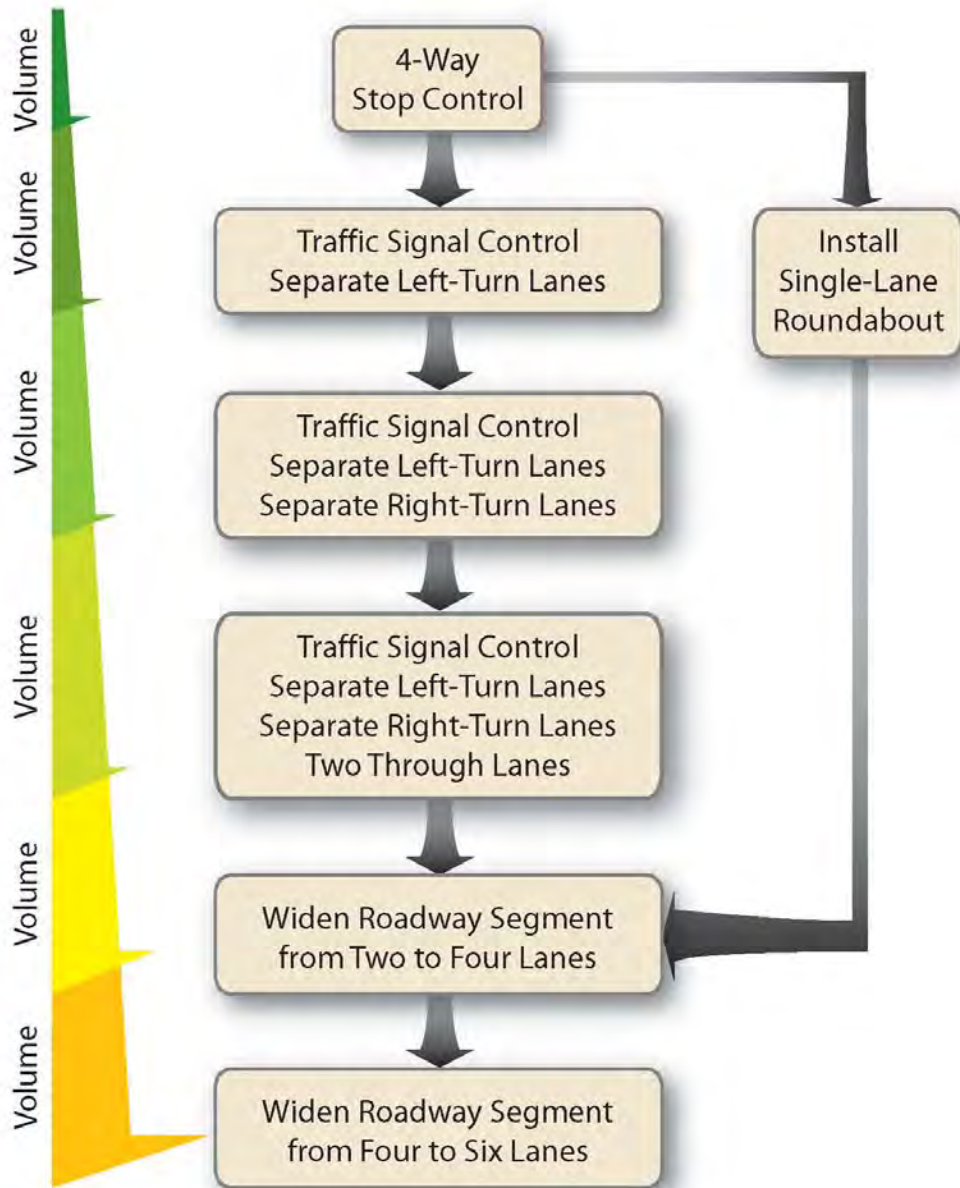 Volume
Volume
Volume
Volume
Volume
Volume
4-Way
Stop Control
Traffic Signal Control
Separate Left-Turn Lanes
Install
Single-Lane
Roundabout
Traffic Signal Control
Separate Left-Turn Lanes
Separate Right-Turn Lanes
Traffic Signal Control
Separate Left-Turn Lanes
Separate Right-Turn Lanes
Two Through Lanes
Widen Roadway Segment
from Two to Four Lanes
Widen Roadway Segment
from Four to Six Lanes